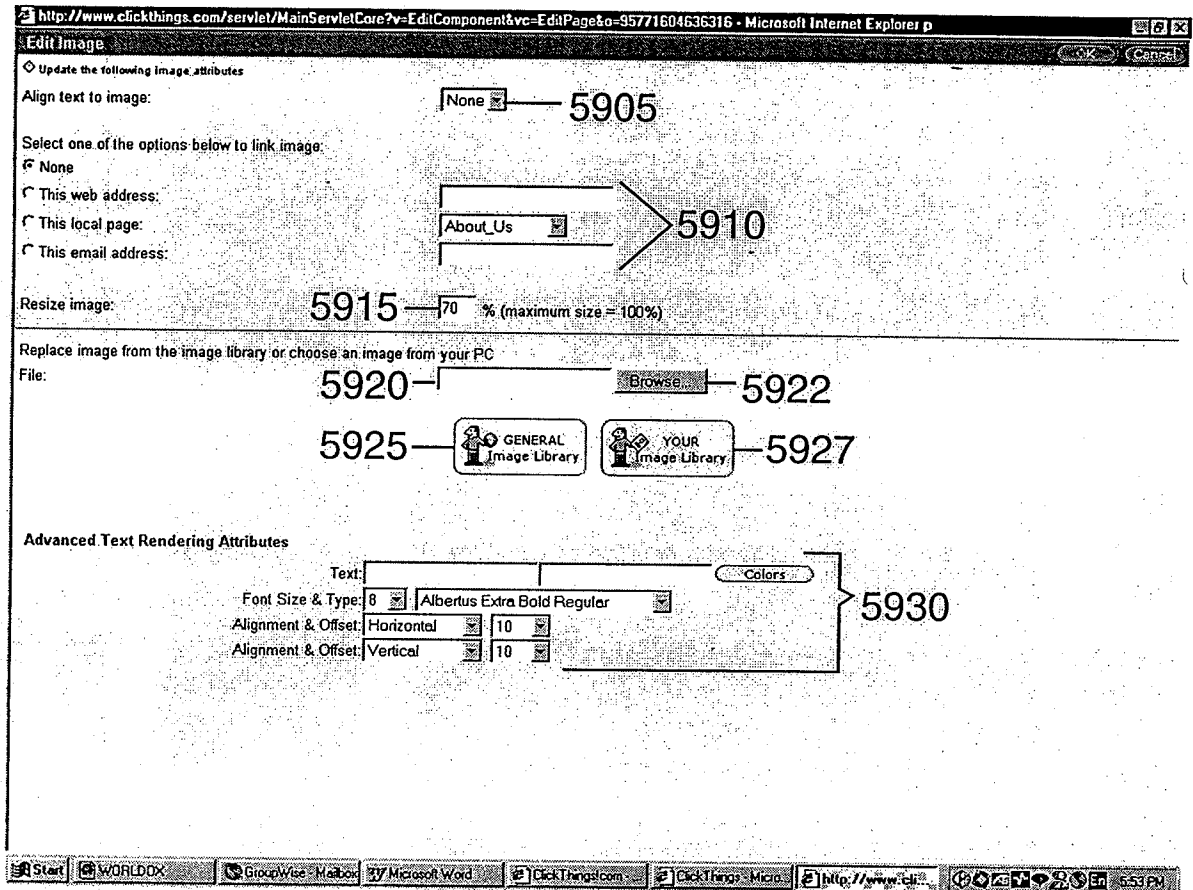 http://www.clickthings.com/servlet/MainServletCore?v=EditComponent&vc=EditPage&o=95771604636316 - Microsoft Internet Explorer p
Edit Image
OK Cancel
Update the following image attributes
Align text to image: None 5905
Select one of the options below to link image:
None
This web address:
This local page: About_Us 5910
This email address:
Resize image: 5915 70 % (maximum size = 100%)
Replace image from the image library or choose an image from your PC
File: 5920 Browse... 5922
5925 GENERAL Image Library YOUR Image Library 5927
Advanced Text Rendering Attributes
Text: Colors
Font Size & Type: 8 Albertus Extra Bold Regular 5930
Alignment & Offset: Horizontal 10
Alignment & Offset: Vertical 10
Start WORLDOX GroupWise - Mailbox Microsoft Word ClickThings!com - ... ClickThings - Micro... http://www.cli... 5:53 PM